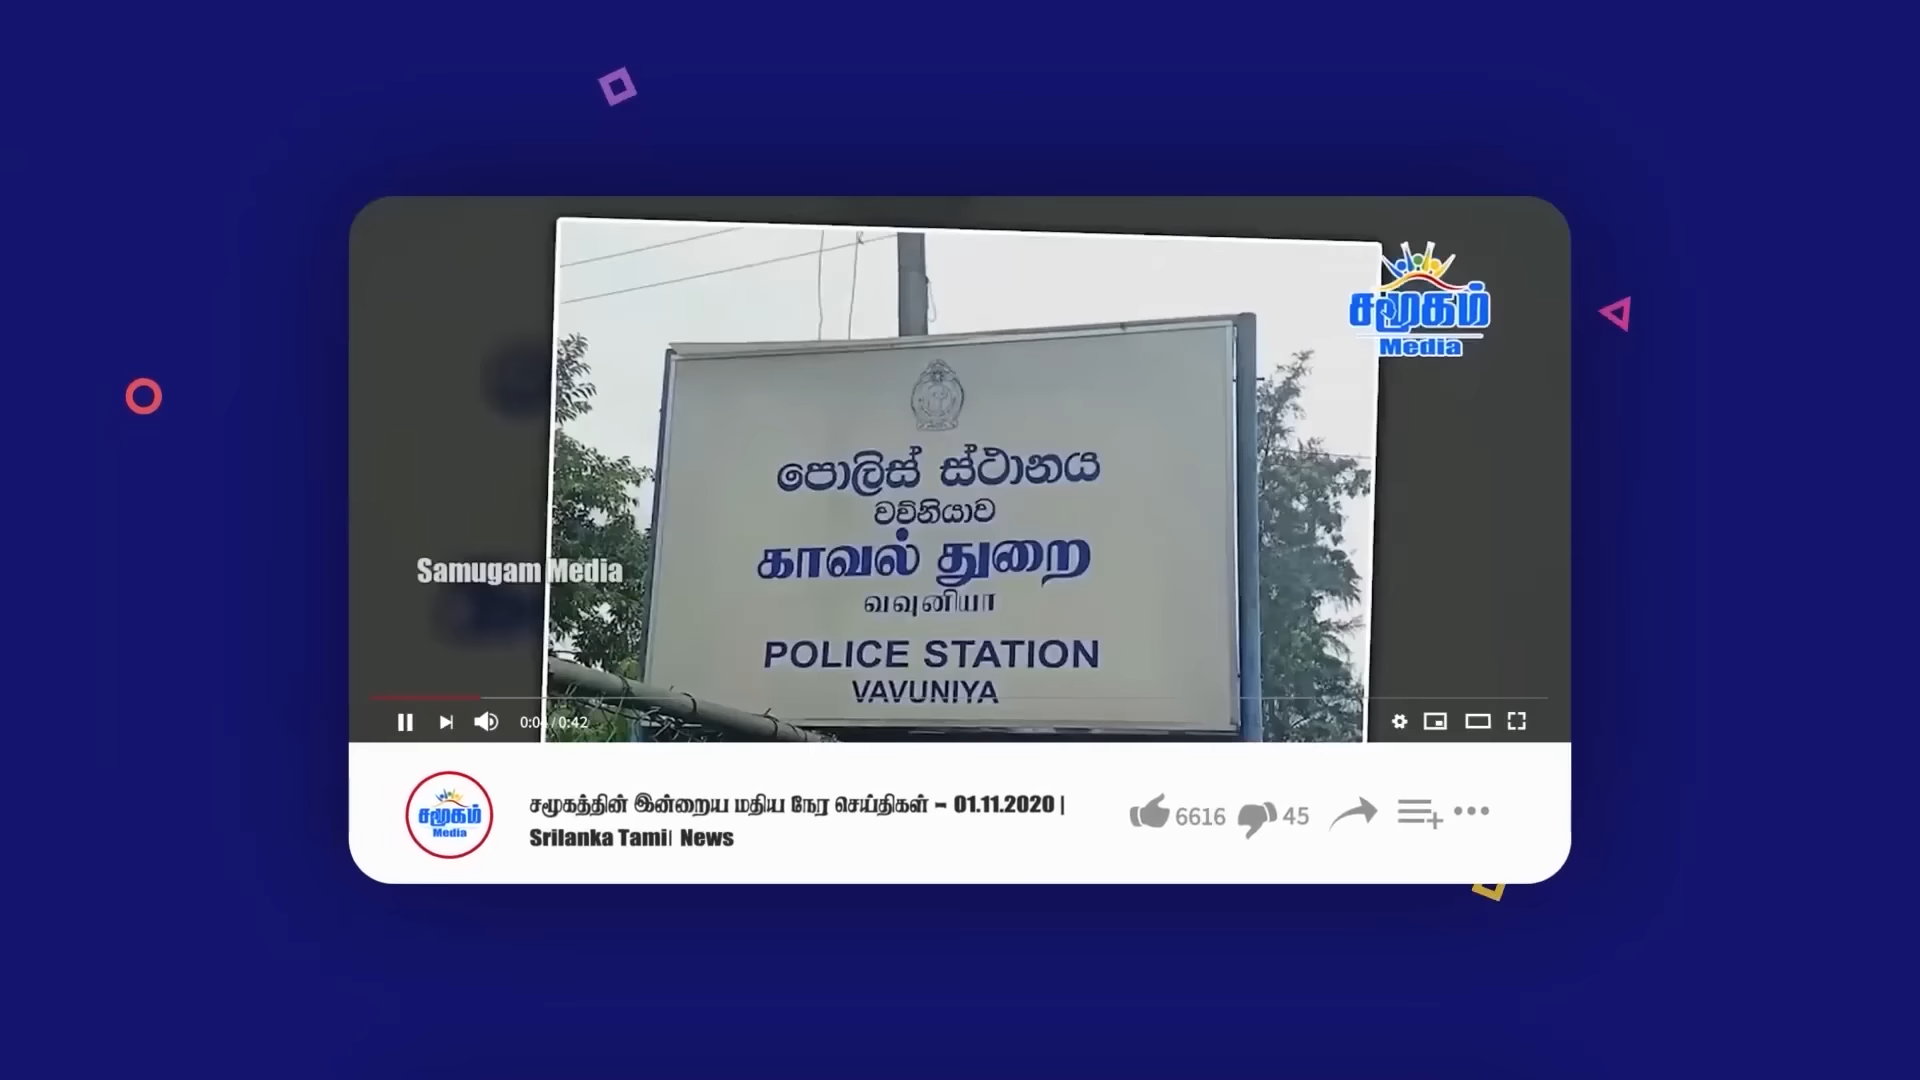 சமூகம்
Media
පොලිස් ස්ථානය
වව්නියාව
காவல் துறை
வவுனியா
POLICE STATION
VAVUNIYA
Samugam Media
0:04 / 0:42
சமூகம்
Media
சமூகத்தின் இன்றைய மதிய நேர செய்திகள் - 01.11.2020 |
Srilanka Tamil News
6616
45